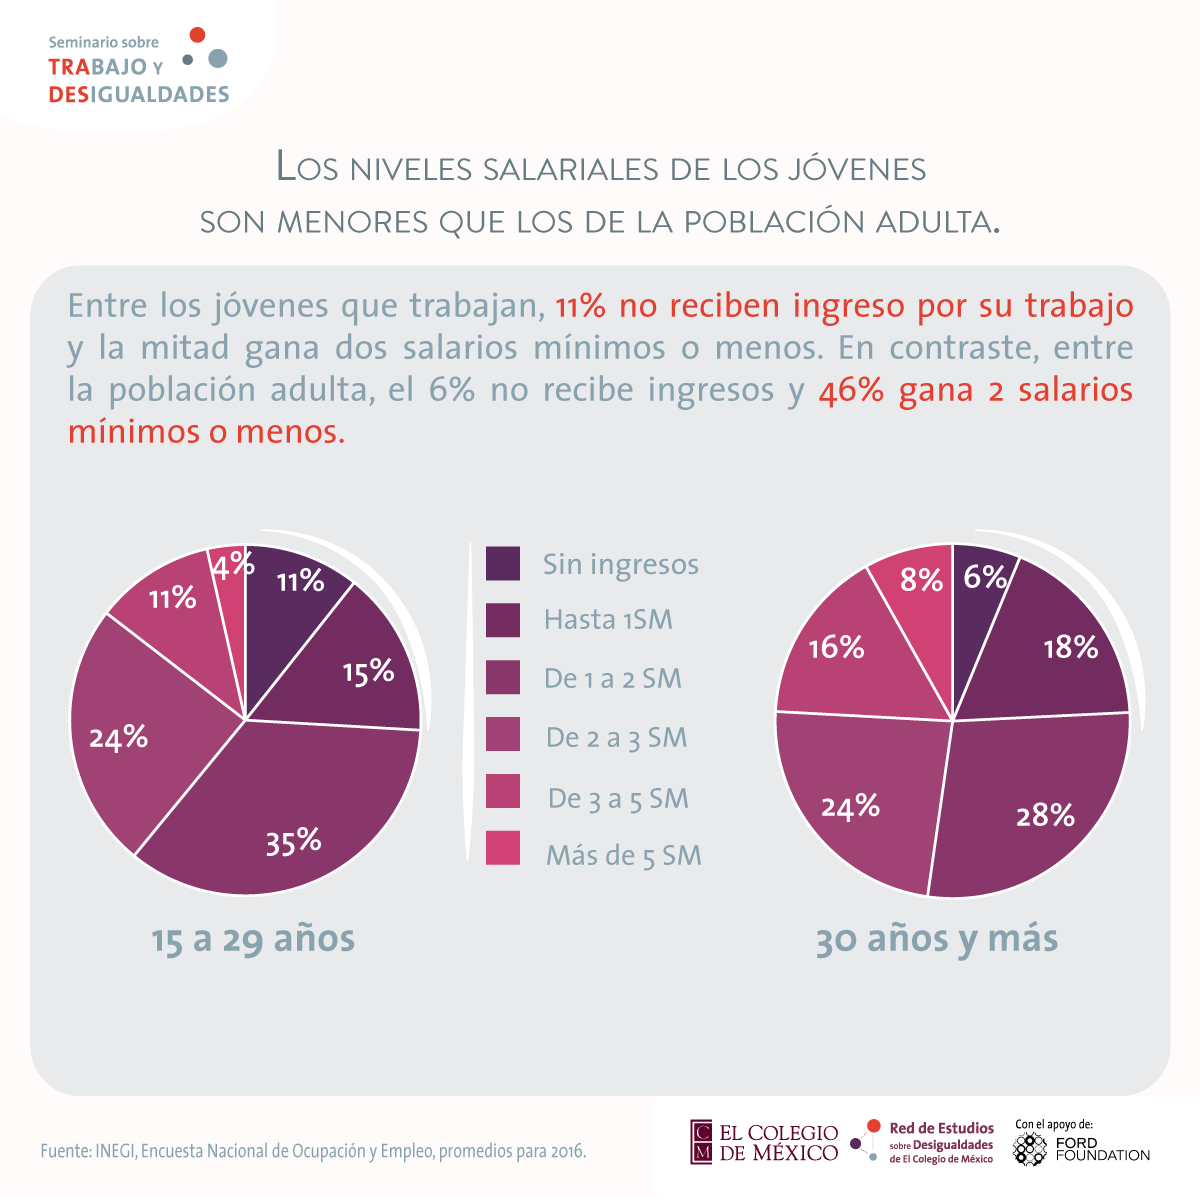 Seminario sobre
TRABAJO Y
DESIGUALDADES
LOS NIVELES SALARIALES DE LOS JÓVENES
SON MENORES QUE LOS DE LA POBLACIÓN ADULTA.
Entre los jóvenes que trabajan, 11% no reciben ingreso por su trabajo
y la mitad gana dos salarios mínimos o menos. En contraste, entre
la población adulta, el 6% no recibe ingresos y 46% gana 2 salarios
mínimos o menos.
4%
11%
11%
15%
24%
35%
15 a 29 años
Sin ingresos
Hasta 1SM
De 1 a 2 SM
De 2 a 3 SM
De 3 a 5 SM
Más de 5 SM
8%
6%
16%
18%
24%
28%
30 años y más
Fuente: INEGI, Encuesta Nacional de Ocupación y Empleo, promedios para 2016.
C
M
EL COLEGIO
DE MÉXICO
Red de Estudios
sobre Desigualdades
de El Colegio de México
Con el apoyo de:
FORD
FOUNDATION